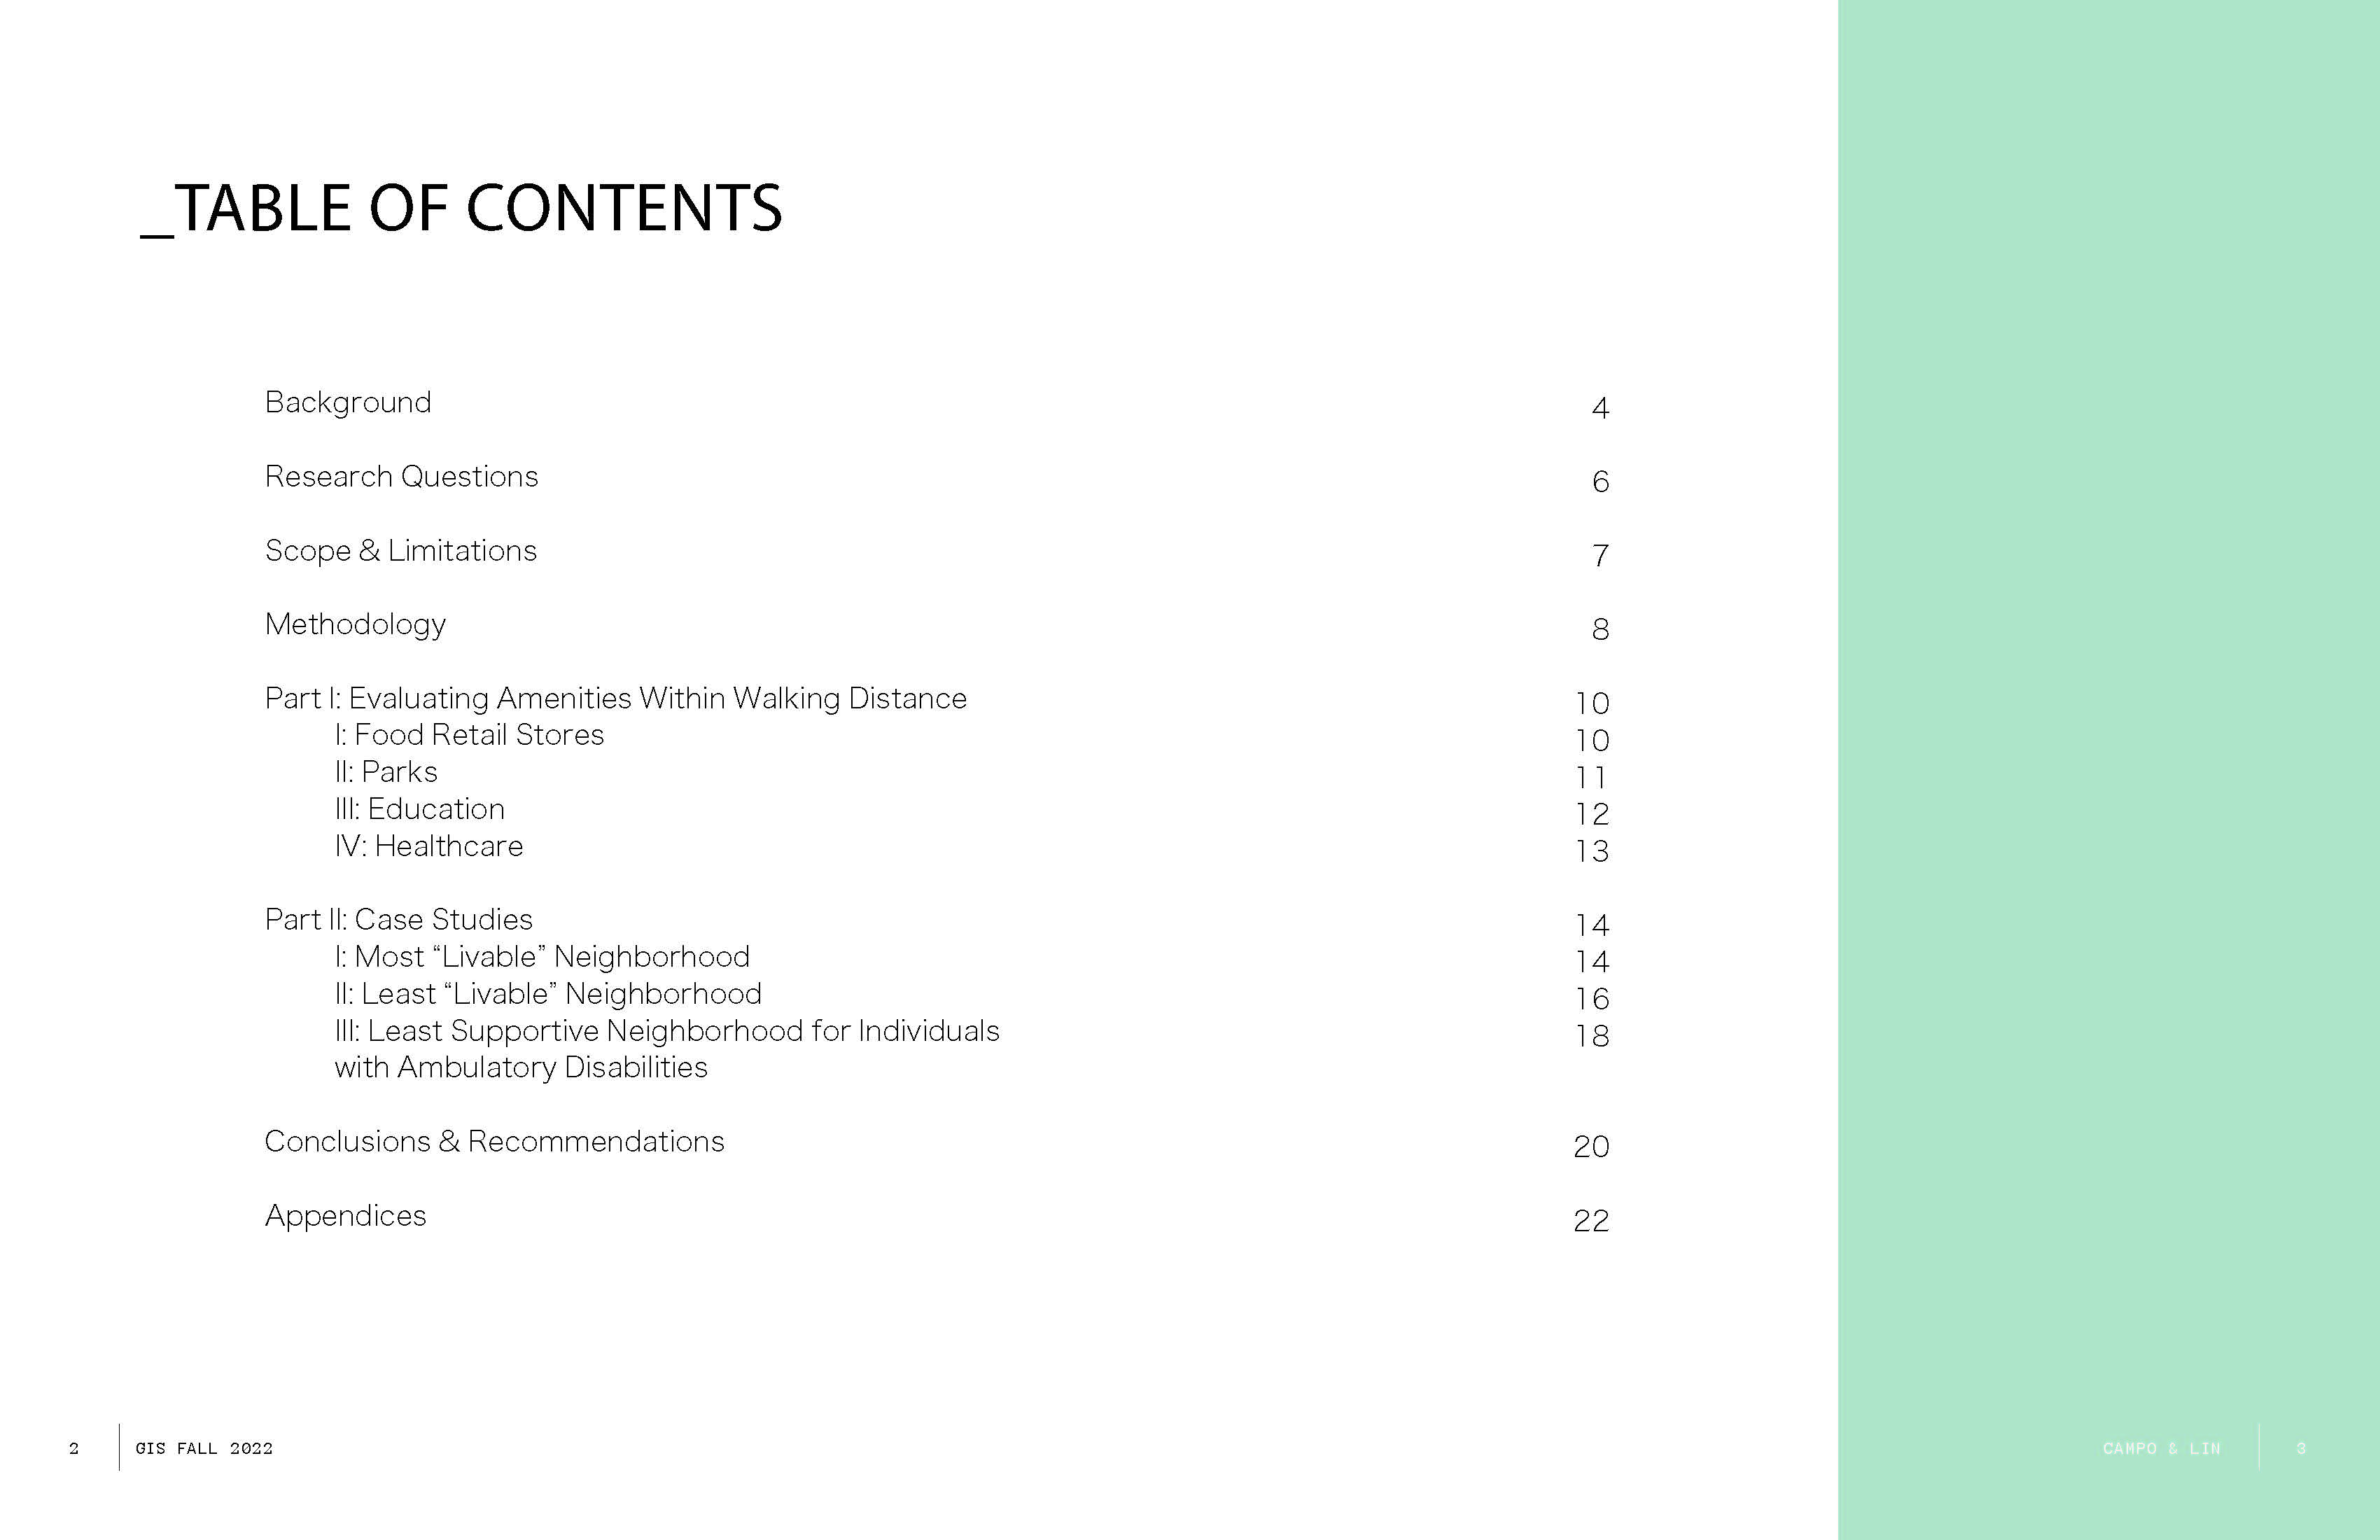 _TABLE OF CONTENTS
Background 4
Research Questions 6
Scope & Limitations 7
Methodology 8
Part I: Evaluating Amenities Within Walking Distance 10
I: Food Retail Stores 10
II: Parks 11
III: Education 12
IV: Healthcare 13
Part II: Case Studies 14
I: Most “Livable” Neighborhood 14
II: Least “Livable” Neighborhood 16
III: Least Supportive Neighborhood for Individuals 18
with Ambulatory Disabilities
Conclusions & Recommendations 20
Appendices 22
2 GIS FALL 2022
CAMPO & LIN 3